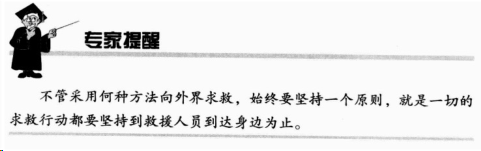 专家提醒
不管采用何种方法向外界求救，始终要坚持一个原则，就是一切的
求救行动都要坚持到救援人员到达身边为止。